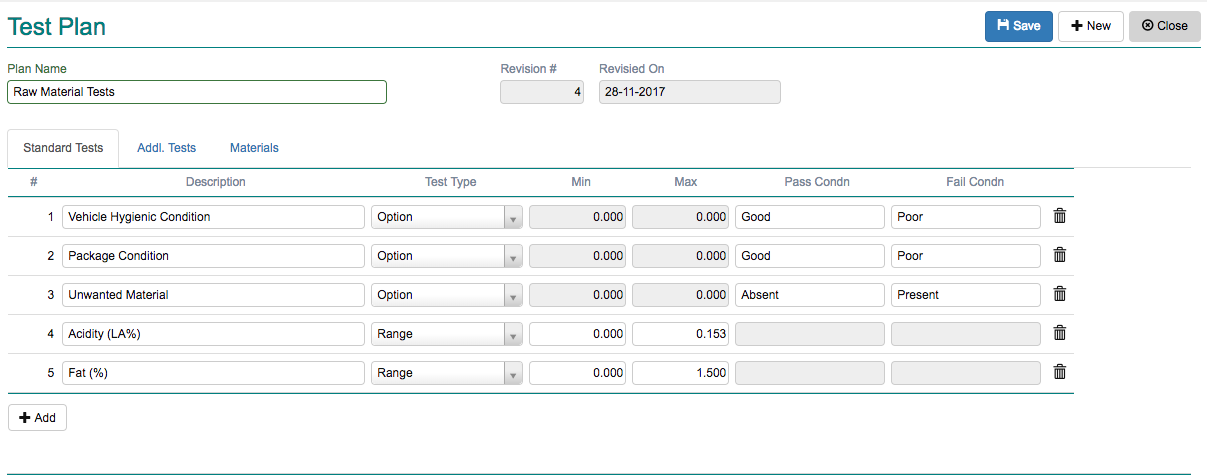 Test Plan
Save
New
Close
Plan Name
Revision #
Revisied On
Raw Material Tests
4
28-11-2017
Standard Tests
Addl. Tests
Materials
# Description Test Type Min Max Pass Condn Fail Condn
1 Vehicle Hygienic Condition Option 0.000 0.000 Good Poor
2 Package Condition Option 0.000 0.000 Good Poor
3 Unwanted Material Option 0.000 0.000 Absent Present
4 Acidity (LA%) Range 0.000 0.153
5 Fat (%) Range 0.000 1.500
Add